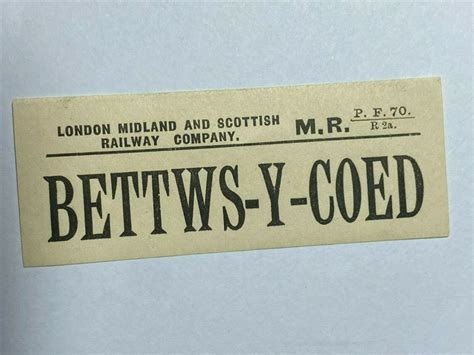 LONDON MIDLAND AND SCOTTISH
RAILWAY COMPANY.
M.R.
P. F. 70.
R 2a.
BETTWS-Y-COED